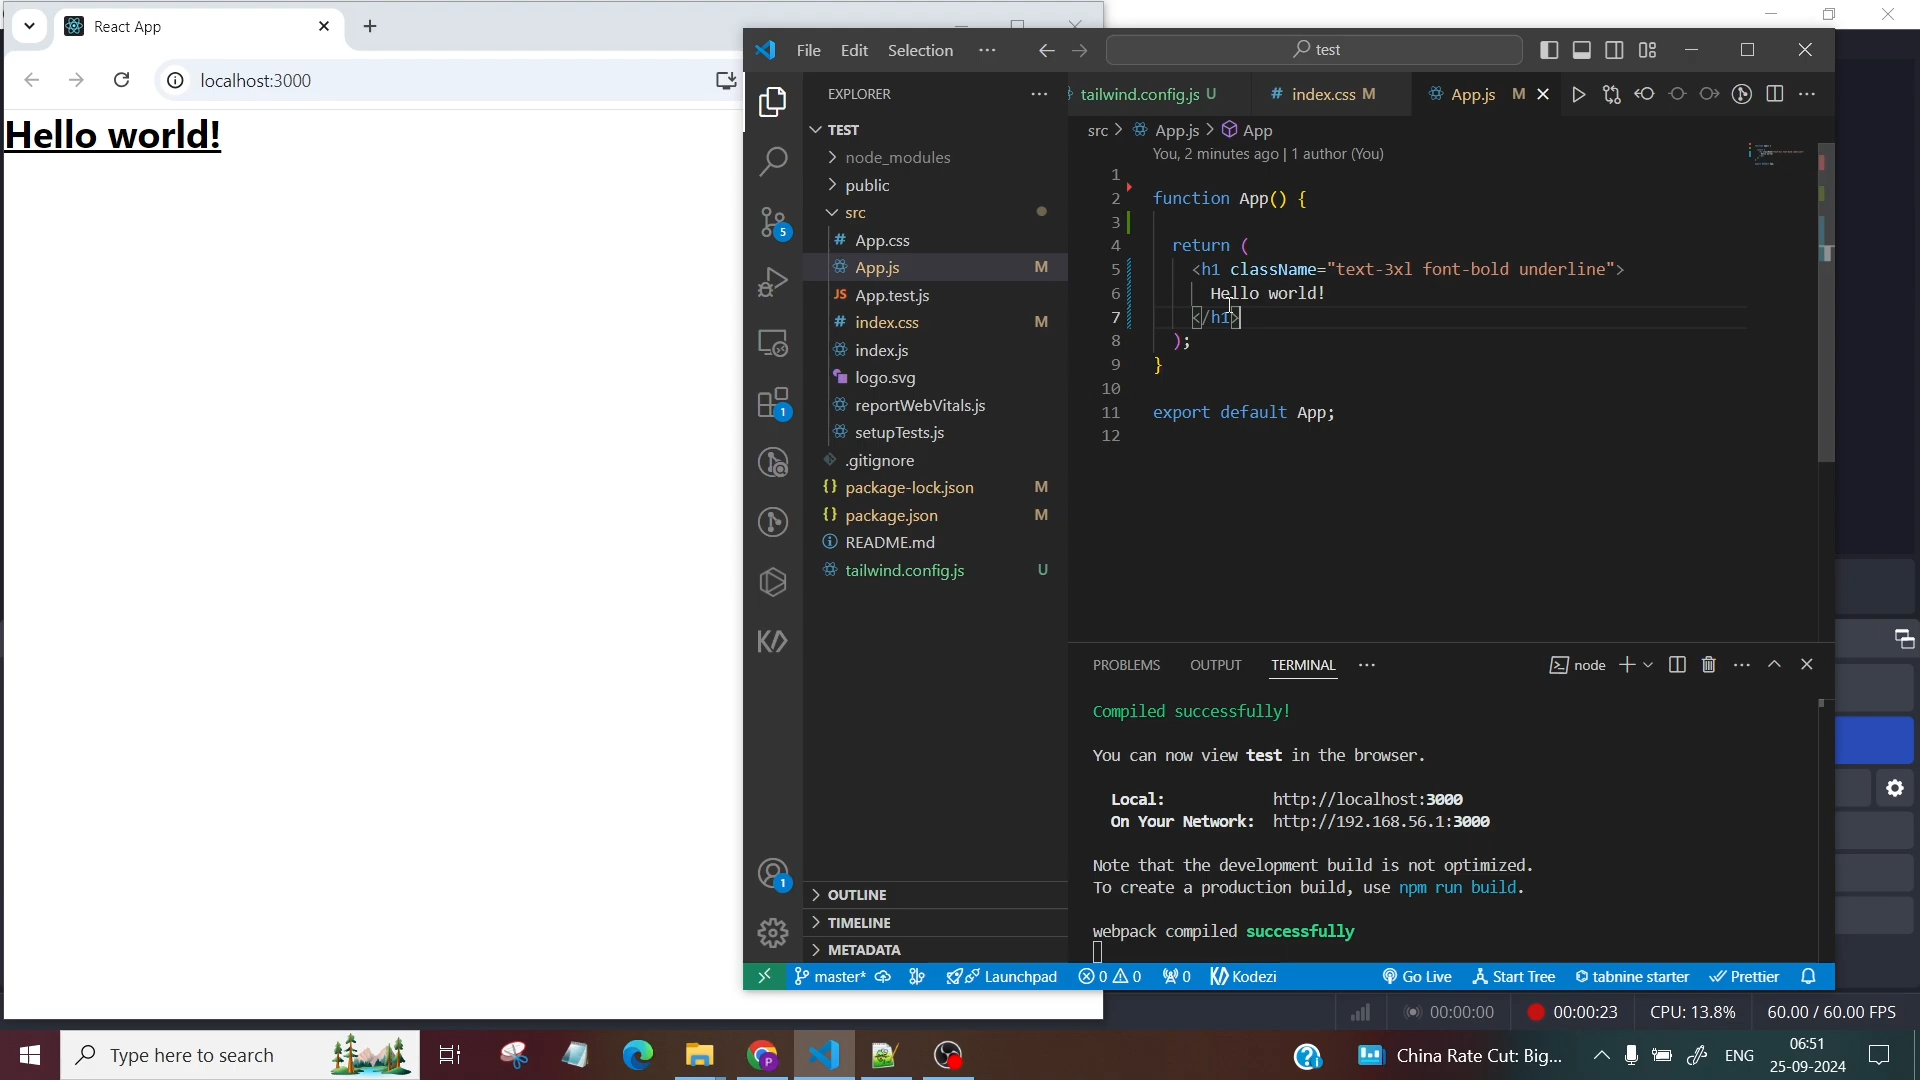 React App
localhost:3000
Hello world!
File Edit Selection ··· test
EXPLORER
TEST
node_modules
public
src
# App.css
App.js M
JS App.test.js
# index.css M
index.js
logo.svg
reportWebVitals.js
setupTests.js
.gitignore
{} package-lock.json M
{} package.json M
README.md
tailwind.config.js U
OUTLINE
TIMELINE
METADATA
5
1
1
tailwind.config.js U # index.css M App.js M
src > App.js > App
You, 2 minutes ago | 1 author (You)
1
2 function App() {
3
4 return (
5 <h1 className="text-3xl font-bold underline">
6 Hello world!
7 </h1>
8 );
9 }
10
11 export default App;
12
PROBLEMS OUTPUT TERMINAL ··· node
Compiled successfully!
You can now view test in the browser.
Local: http://localhost:3000
On Your Network: http://192.168.56.1:3000
Note that the development build is not optimized.
To create a production build, use npm run build.
webpack compiled successfully
master* Launchpad 0 0 0 Kodezi Go Live Start Tree tabnine starter Prettier
00:00:00 00:00:23 CPU: 13.8% 60.00 / 60.00 FPS
Type here to search China Rate Cut: Big... ENG 06:51
25-09-2024